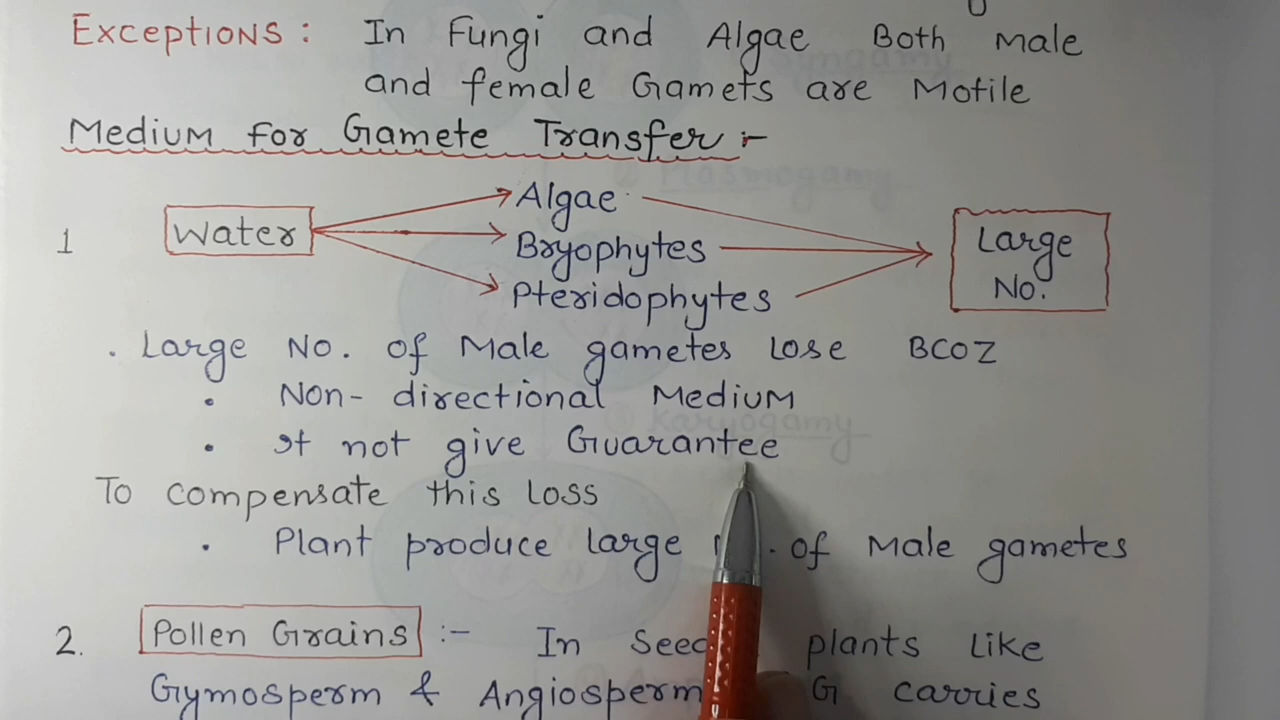 Exceptions: In Fungi and Algae Both male
and female Gamets are Motile
Medium for Gamete Transfer:-
1 Water Algae Bryophytes Pteridophytes Large No.
. Large No. of Male gametes lose BCOZ
. Non-directional Medium
. It not give Guarantee
To compensate this loss
. Plant produce large . of Male gametes
2. Pollen Grains :- In plants like
Gymosperm & Angiosperm G carries